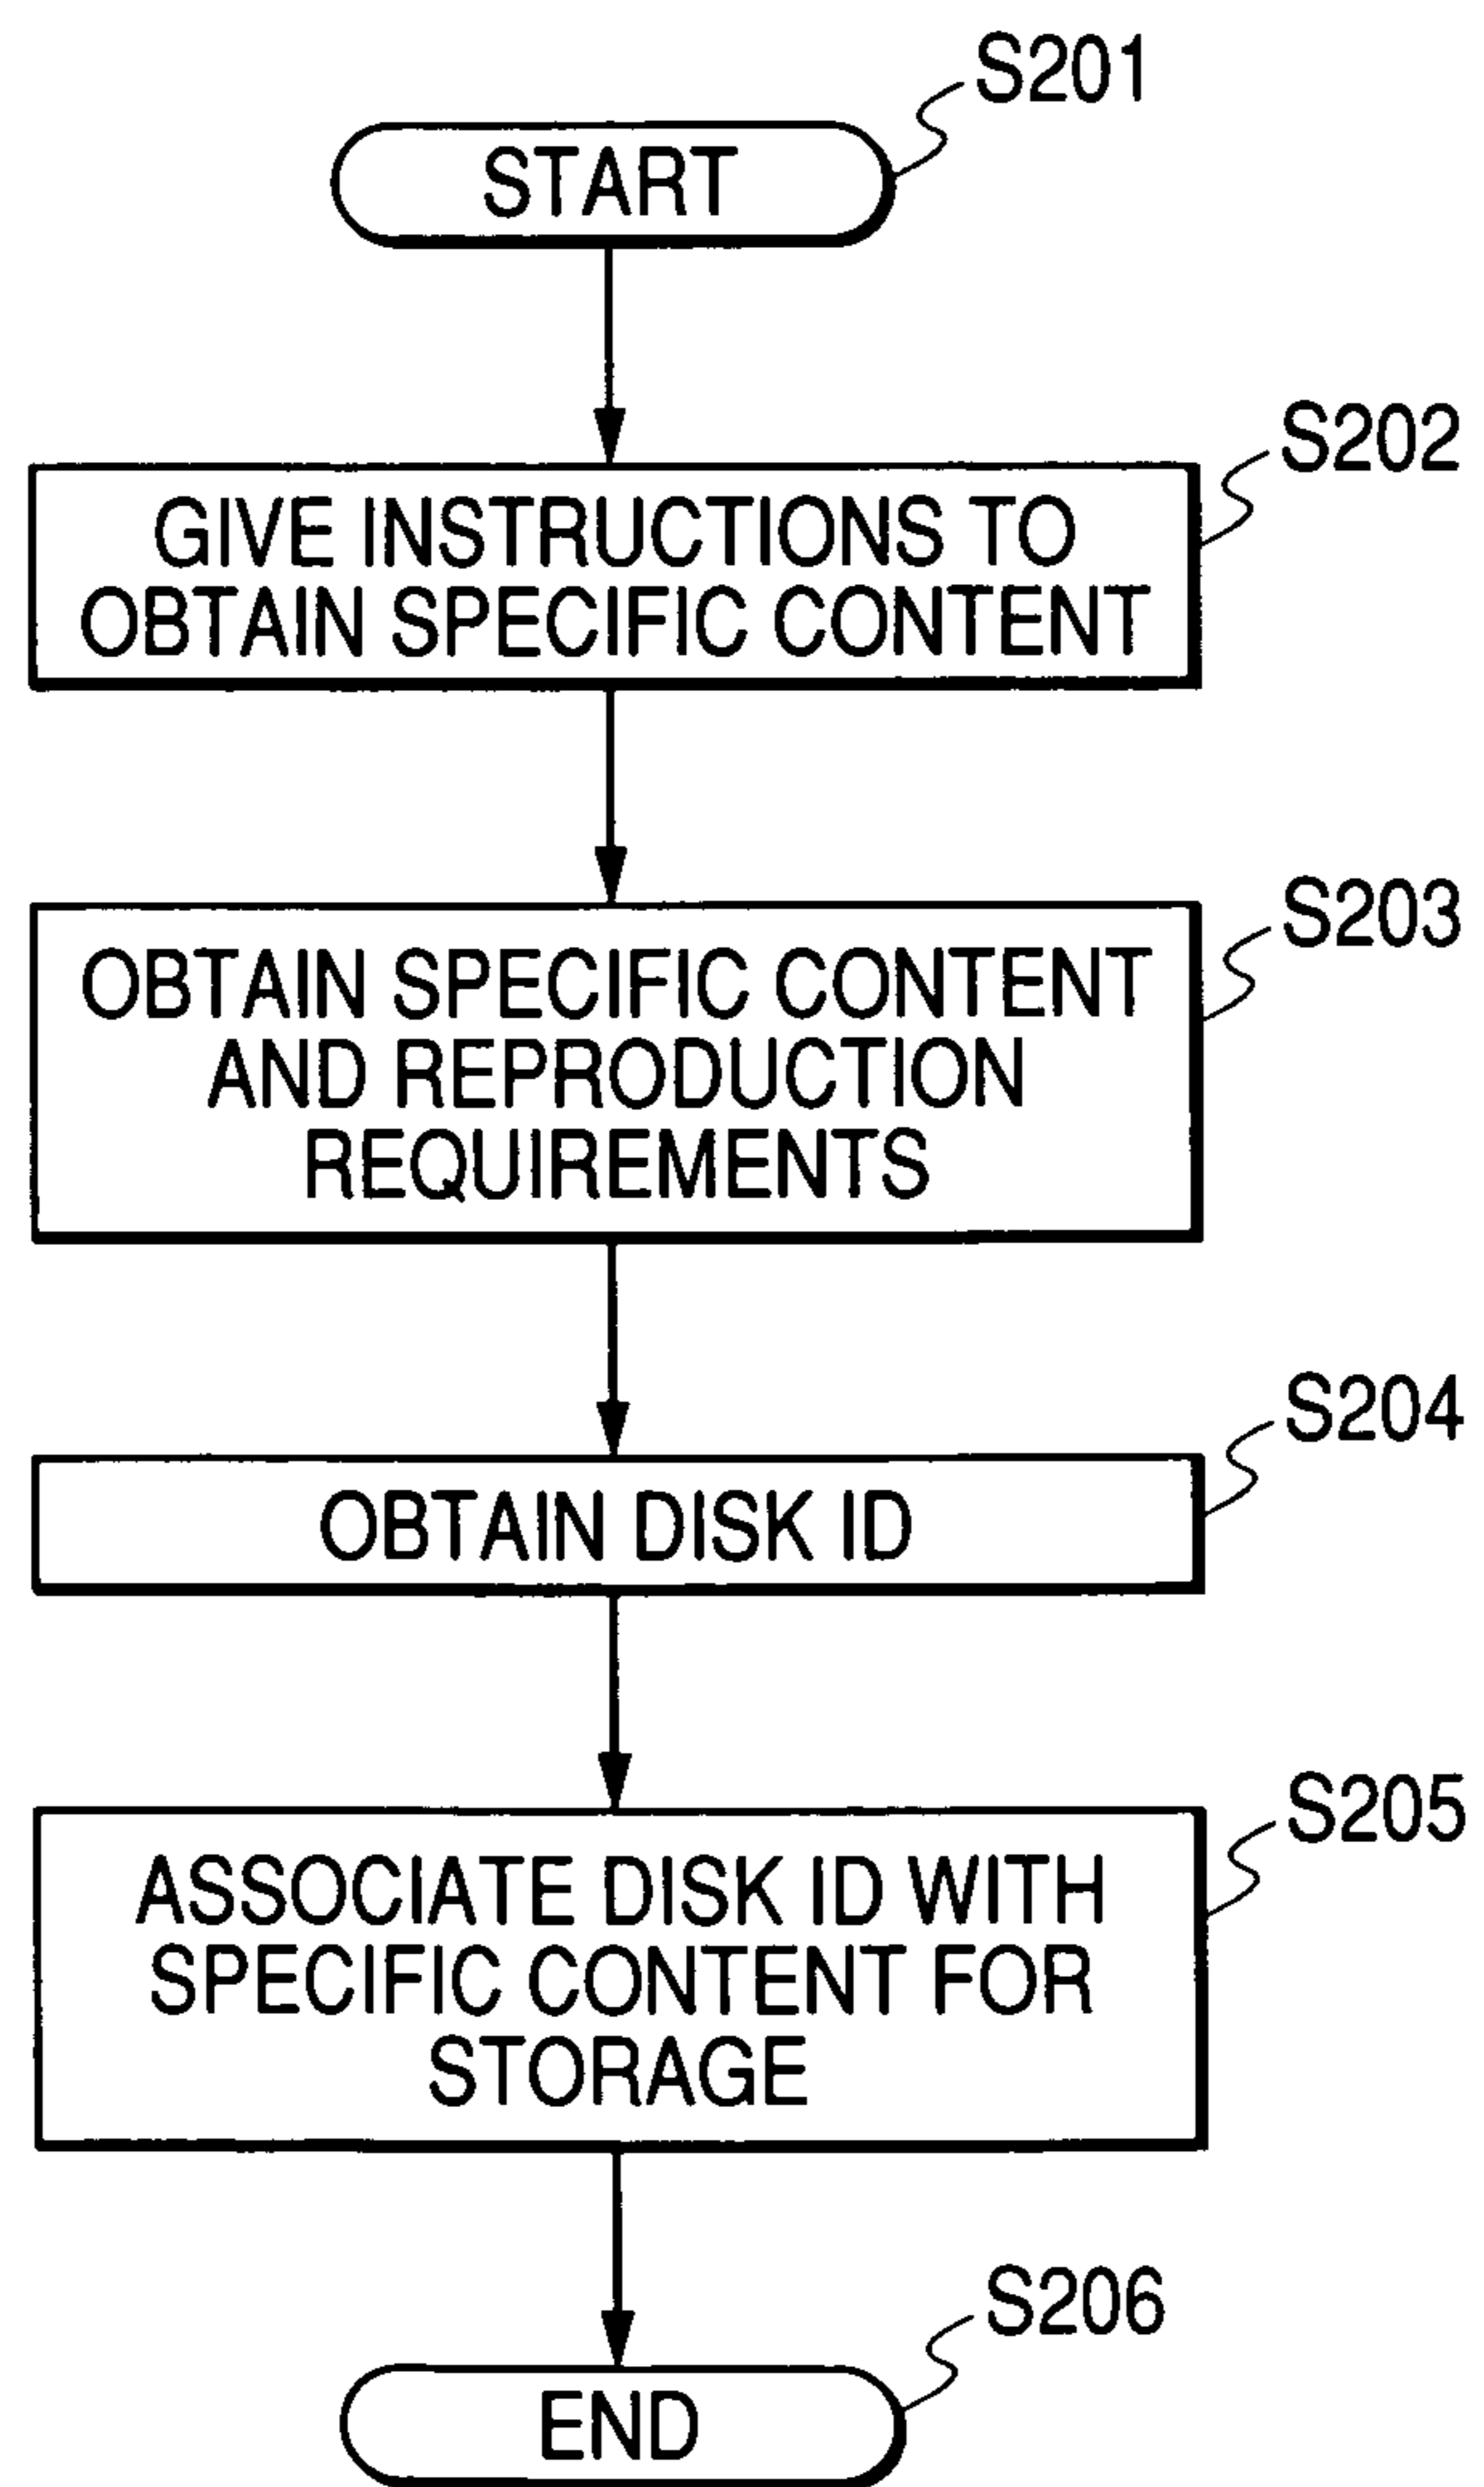 S201
START
S202
GIVE INSTRUCTIONS TO
OBTAIN SPECIFIC CONTENT
S203
OBTAIN SPECIFIC CONTENT
AND REPRODUCTION
REQUIREMENTS
S204
OBTAIN DISK ID
S205
ASSOCIATE DISK ID WITH
SPECIFIC CONTENT FOR
STORAGE
S206
END